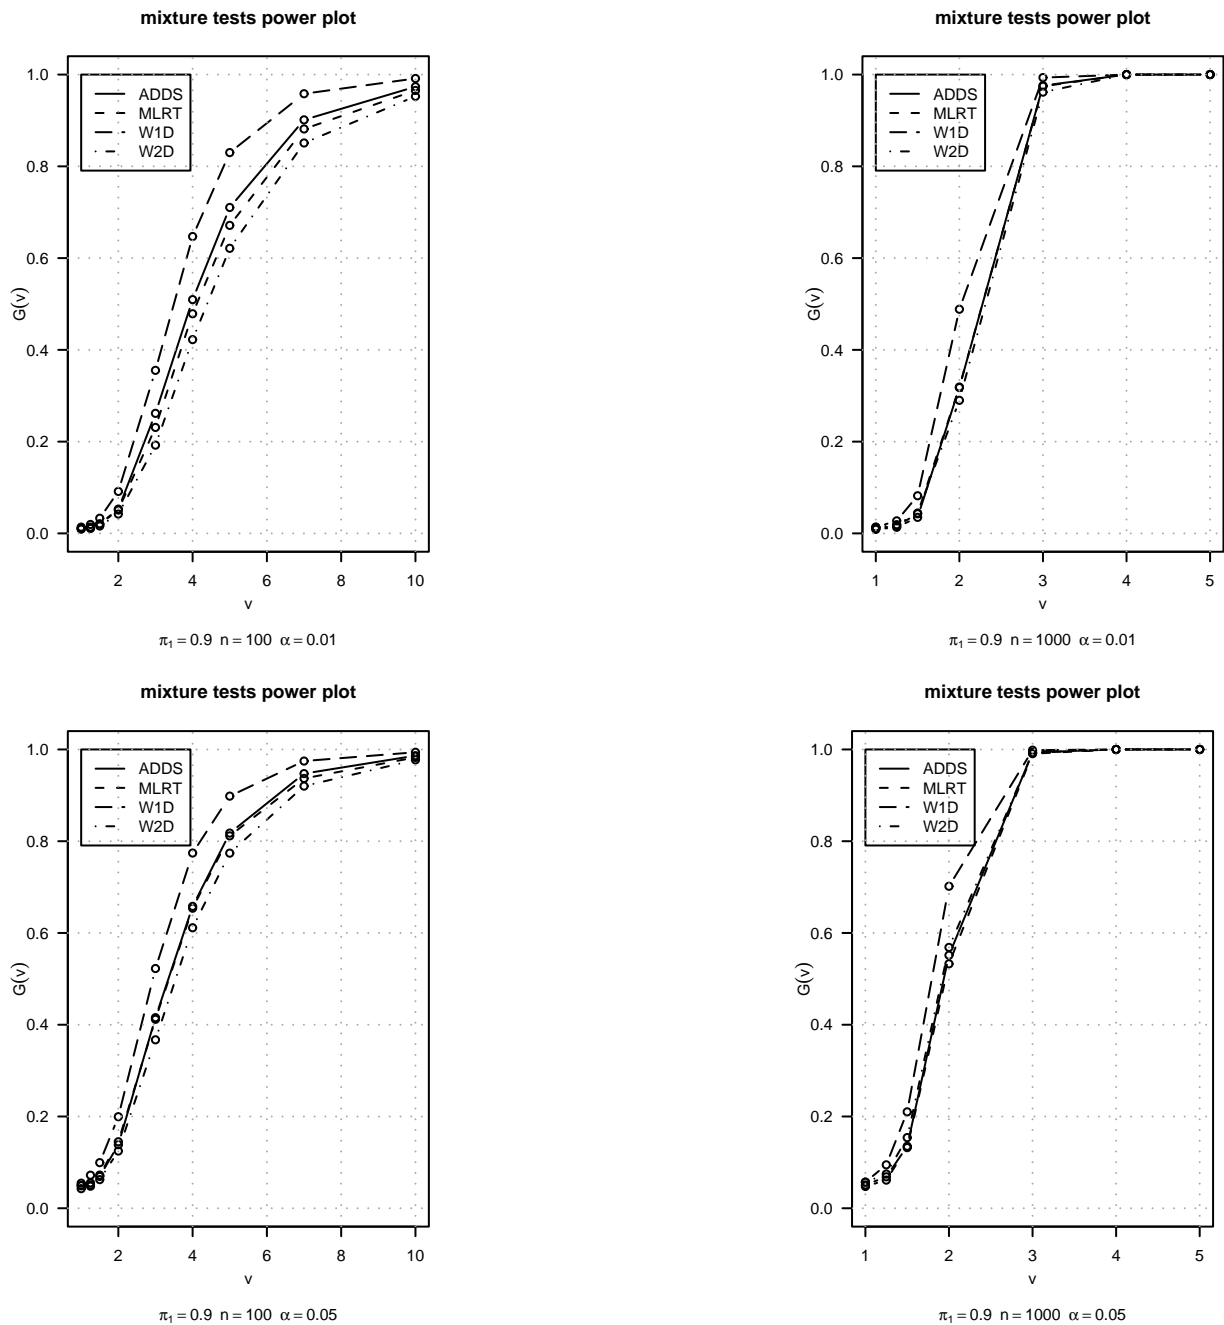 mixture tests power plot
1.0
0.8
0.6
0.4
0.2
0.0
G(v)
ADDS
MLRT
W1D
W2D
2 4 6 8 10
v
π₁ = 0.9 n = 100 α = 0.01
mixture tests power plot
1.0
0.8
0.6
0.4
0.2
0.0
G(v)
ADDS
MLRT
W1D
W2D
1 2 3 4 5
v
π₁ = 0.9 n = 1000 α = 0.01
mixture tests power plot
1.0
0.8
0.6
0.4
0.2
0.0
G(v)
ADDS
MLRT
W1D
W2D
2 4 6 8 10
v
π₁ = 0.9 n = 100 α = 0.05
mixture tests power plot
1.0
0.8
0.6
0.4
0.2
0.0
G(v)
ADDS
MLRT
W1D
W2D
1 2 3 4 5
v
π₁ = 0.9 n = 1000 α = 0.05